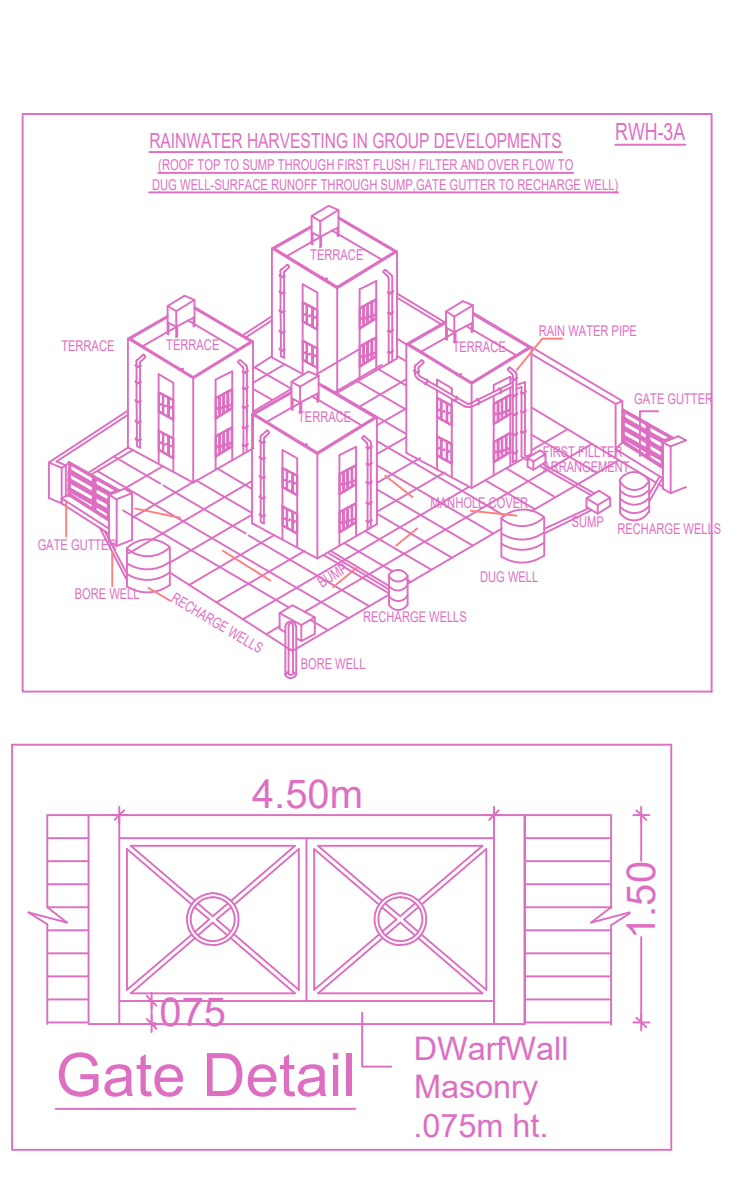 RWH-3A
RAINWATER HARVESTING IN GROUP DEVELOPMENTS
(ROOF TOP TO SUMP THROUGH FIRST FLUSH / FILTER AND OVER FLOW TO
DUG WELL-SURFACE RUNOFF THROUGH SUMP,GATE GUTTER TO RECHARGE WELL)
TERRACE
RAIN WATER PIPE
TERRACE
TERRACE
TERRACE
GATE GUTTER
TERRACE
FIRST FILLTER
ARRANGEMENT
MANHOLE COVER
SUMP
RECHARGE WELLS
GATE GUTTER
DUG WELL
BUMP
BORE WELL
RECHARGE WELLS
RECHARGE WELLS
BORE WELL
4.50m
1.50
.075
Gate Detail
DWarfWall
Masonry
.075m ht.